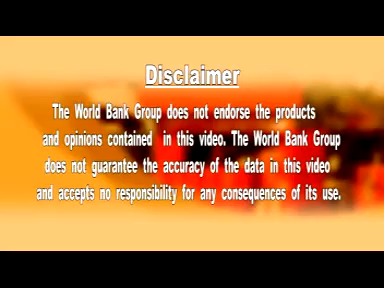 Disclaimer
The World Bank Group does not endorse the products
and opinions contained in this video. The World Bank Group
does not guarantee the accuracy of the data in this video
and accepts no responsibility for any consequences of its use.